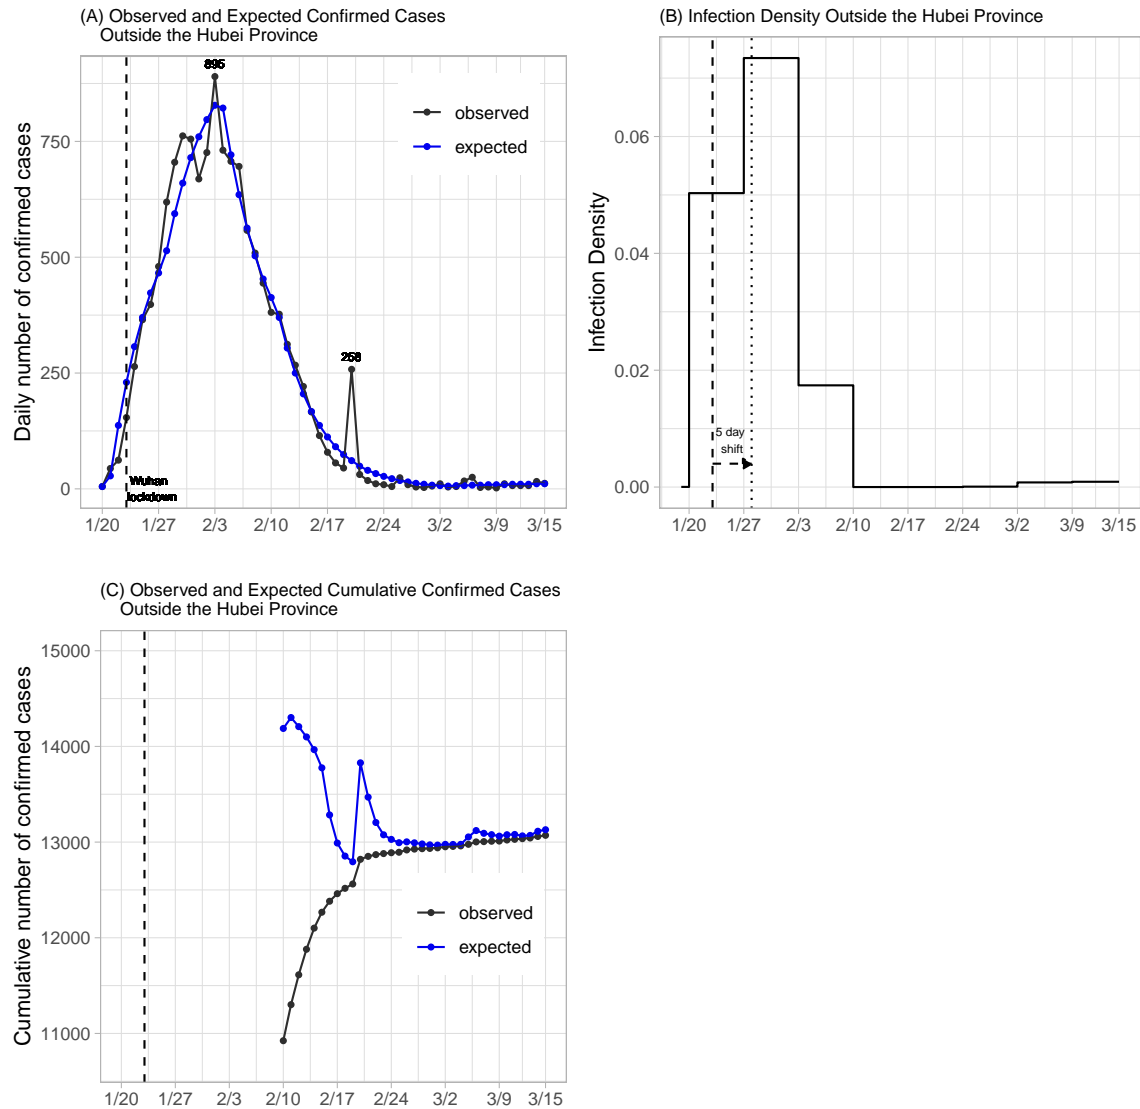 (A) Observed and Expected Confirmed Cases
Outside the Hubei Province
Daily number of confirmed cases
750
500
250
0
258
observed
expected
Wuhan
lockdown
1/20 1/27 2/3 2/10 2/17 2/24 3/2 3/9 3/15
(B) Infection Density Outside the Hubei Province
Infection Density
0.06
0.04
0.02
0.00
5 day
shift
1/20 1/27 2/3 2/10 2/17 2/24 3/2 3/9 3/15
(C) Observed and Expected Cumulative Confirmed Cases
Outside the Hubei Province
Cumulative number of confirmed cases
15000
14000
13000
12000
11000
observed
expected
1/20 1/27 2/3 2/10 2/17 2/24 3/2 3/9 3/15